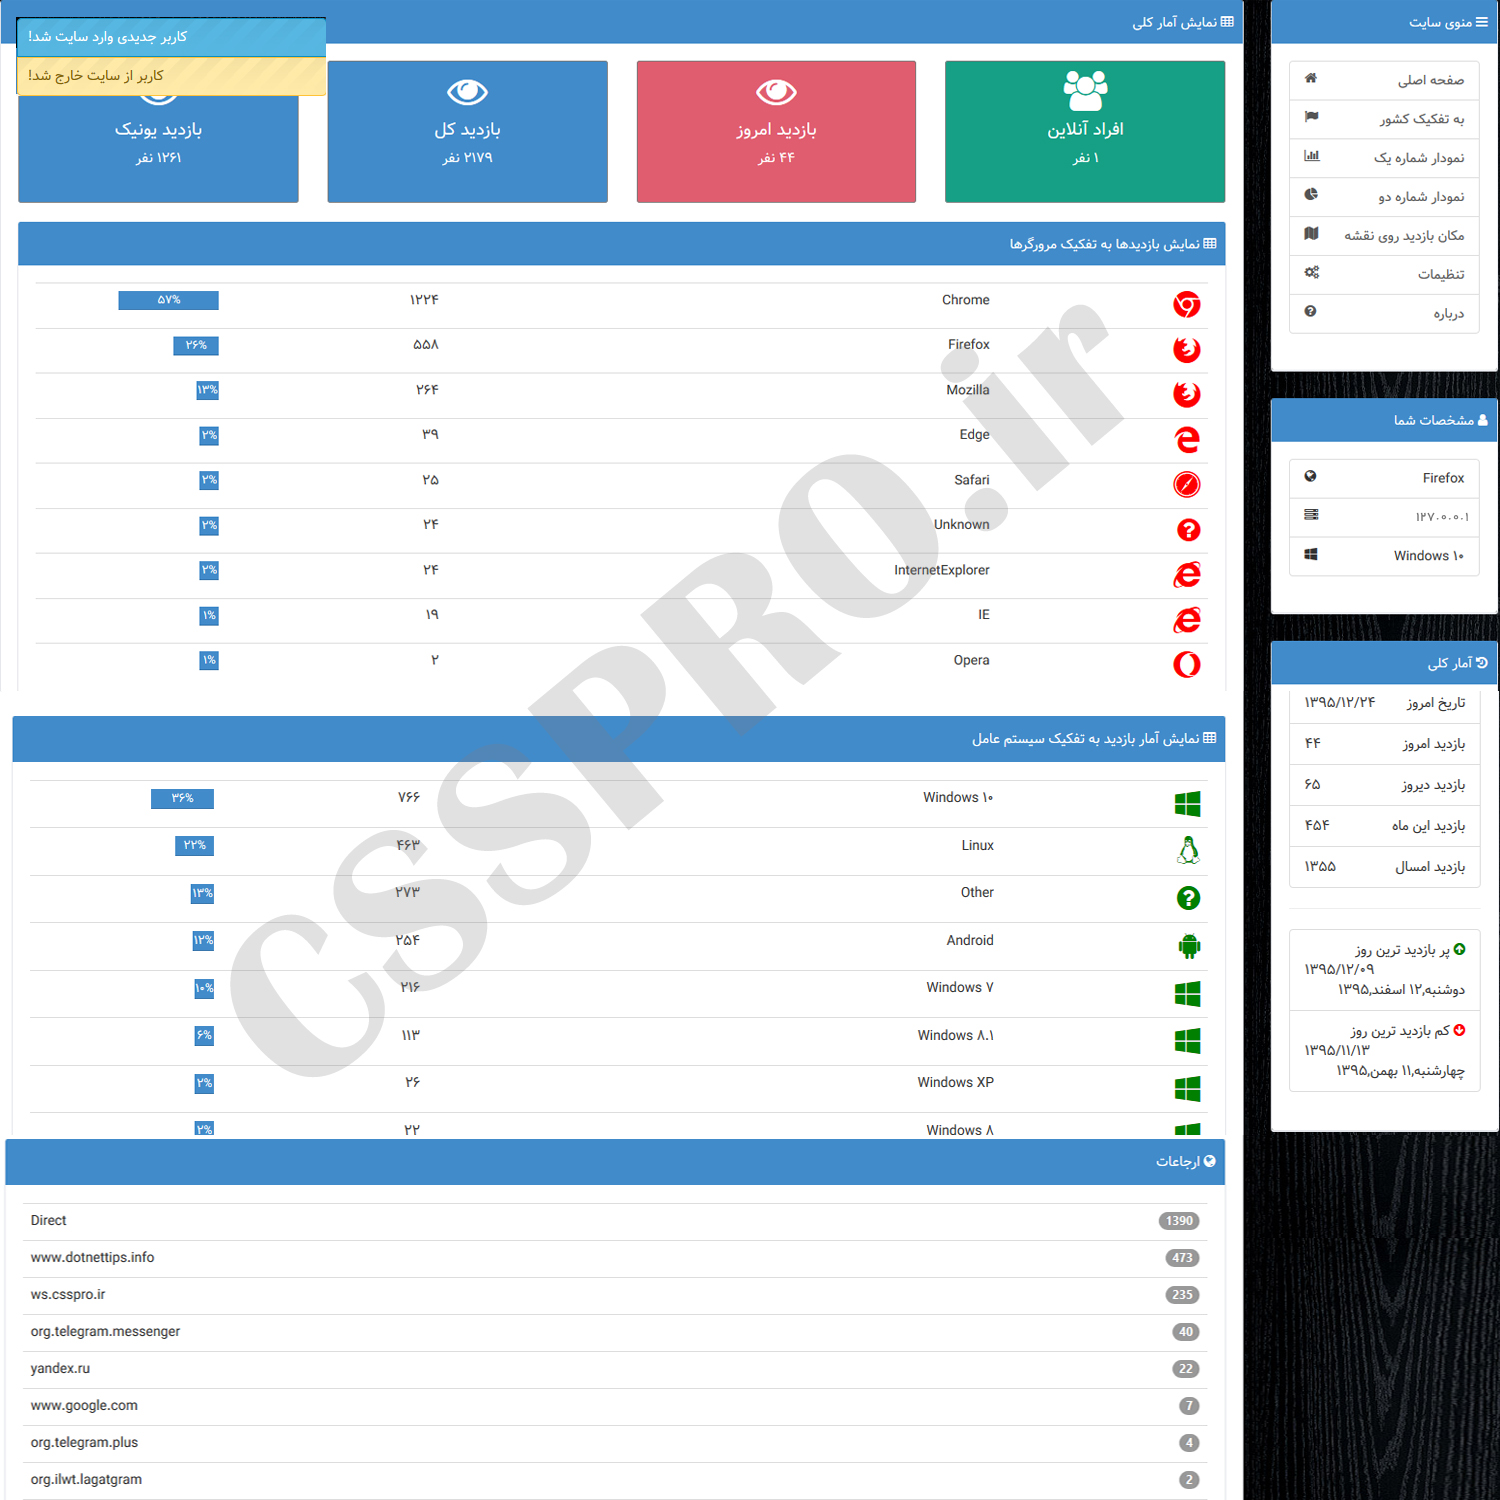 نمایش آمار کلی
کاربر جدیدی وارد سایت شد!
کاربر از سایت خارج شد!
افراد آنلاین
۱ نفر
بازدید امروز
۴۴ نفر
بازدید کل
۲۱۷۹ نفر
بازدید یونیک
۱۲۶۱ نفر
نمایش بازدیدها به تفکیک مرورگرها
Chrome ۱۲۲۴ ۵۷%
Firefox ۵۵۸ ۲۶%
Mozilla ۲۶۴ ۱۳%
Edge ۳۹ ۲%
Safari ۲۵ ۲%
Unknown ۲۴ ۲%
InternetExplorer ۲۴ ۲%
IE ۱۹ ۱%
Opera ۲ ۱%
نمایش آمار بازدید به تفکیک سیستم عامل
Windows ۱۰ ۷۶۶ ۳۶%
Linux ۴۶۳ ۲۲%
Other ۲۷۳ ۱۳%
Android ۲۵۴ ۱۲%
Windows ۷ ۲۱۶ ۱۰%
Windows ۸.۱ ۱۱۳ ۶%
Windows XP ۲۶ ۲%
Windows ۸ ۲۲ ۲%
ارجاعات
Direct 1390
www.dotnettips.info 473
ws.csspro.ir 235
org.telegram.messenger 40
yandex.ru 22
www.google.com 7
org.telegram.plus 4
org.ilwt.lagatgram 2
منوی سایت
صفحه اصلی
به تفکیک کشور
نمودار شماره یک
نمودار شماره دو
مکان بازدید روی نقشه
تنظیمات
درباره
مشخصات شما
Firefox
۱۲۷.۰.۰.۱
Windows ۱۰
آمار کلی
تاریخ امروز ۱۳۹۵/۱۲/۲۴
بازدید امروز ۴۴
بازدید دیروز ۶۵
بازدید این ماه ۴۵۴
بازدید امسال ۱۳۵۵
پر بازدید ترین روز
۱۳۹۵/۱۲/۰۹
دوشنبه,۱۲ اسفند,۱۳۹۵
کم بازدید ترین روز
۱۳۹۵/۱۱/۱۳
چهارشنبه,۱۱ بهمن,۱۳۹۵
CSSPRO.ir